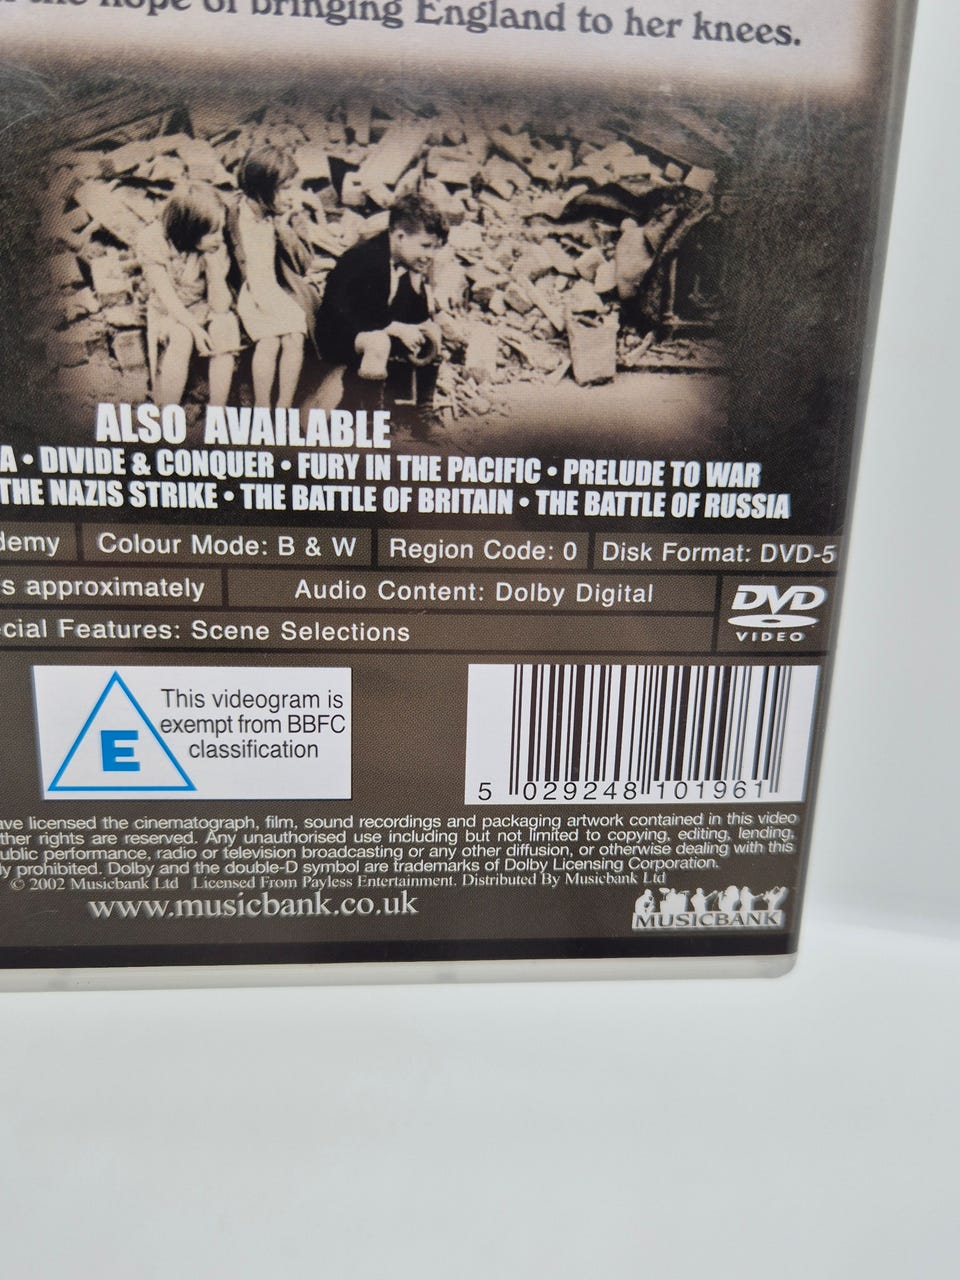 hope of bringing England to her knees.
ALSO AVAILABLE
A • DIVIDE & CONQUER • FURY IN THE PACIFIC • PRELUDE TO WAR
THE NAZIS STRIKE • THE BATTLE OF BRITAIN • THE BATTLE OF RUSSIA
demy Colour Mode: B & W Region Code: 0 Disk Format: DVD-5
s approximately Audio Content: Dolby Digital
DVD
VIDEO
cial Features: Scene Selections
This videogram is
exempt from BBFC
classification
E
5 029248 101961
ave licensed the cinematograph, film, sound recordings and packaging artwork contained in this video
ther rights are reserved. Any unauthorised use including but not limited to copying, editing, lending,
ublic performance, radio or television broadcasting or any other diffusion, or otherwise dealing with this
ly prohibited. Dolby and the double-D symbol are trademarks of Dolby Licensing Corporation.
© 2002 Musicbank Ltd Licensed From Payless Entertainment. Distributed By Musicbank Ltd
www.musicbank.co.uk
MUSICBANK